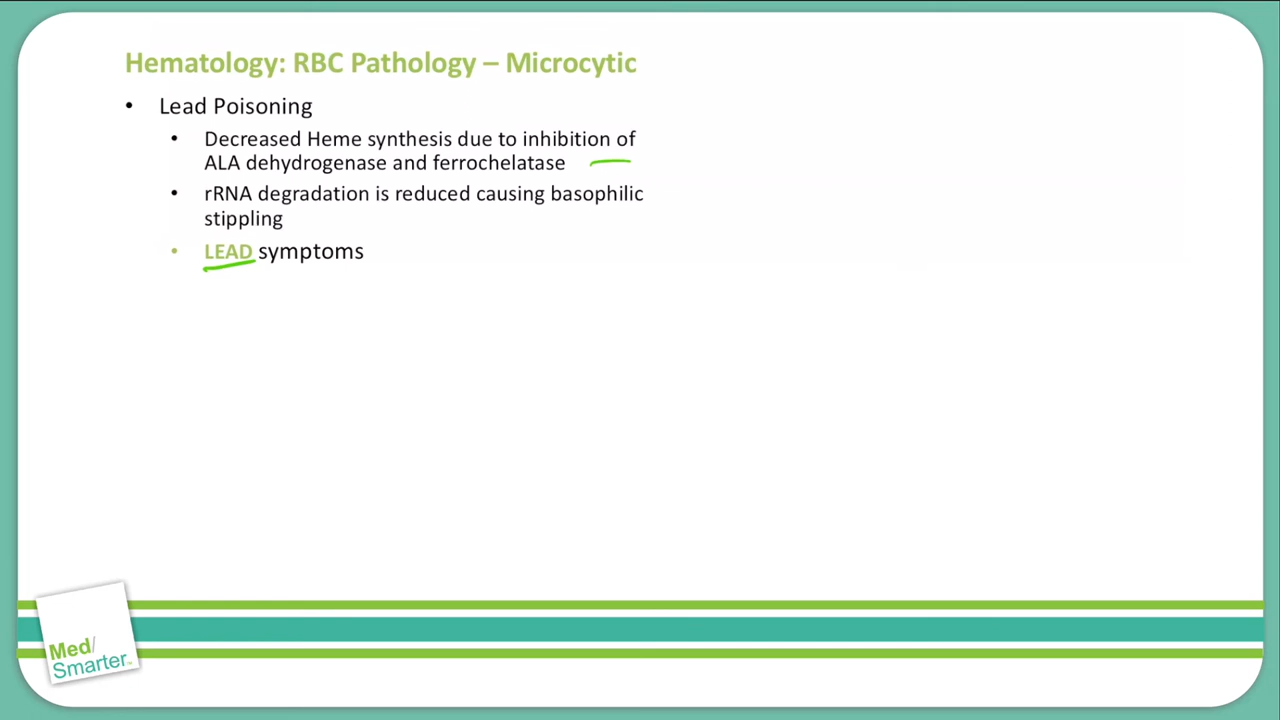 Hematology: RBC Pathology – Microcytic
• Lead Poisoning
• Decreased Heme synthesis due to inhibition of
ALA dehydrogenase and ferrochelatase
• rRNA degradation is reduced causing basophilic
stippling
• LEAD symptoms
Med/
Smarter™